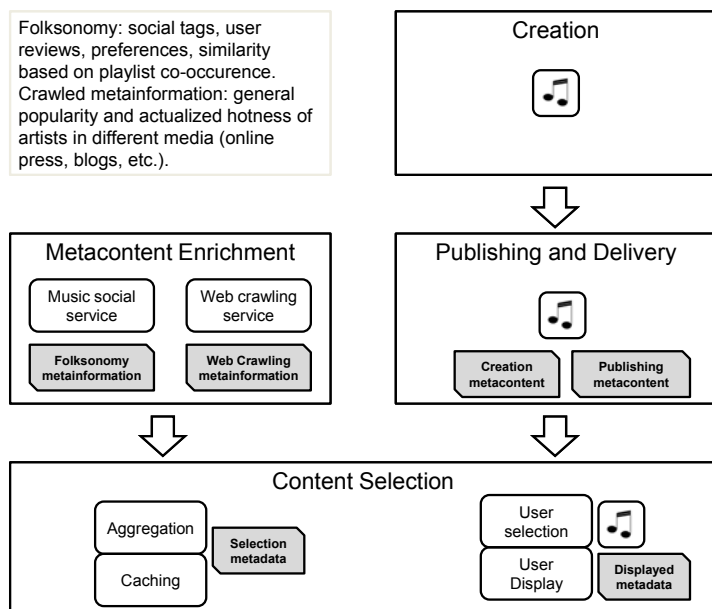 Folksonomy: social tags, user
reviews, preferences, similarity
based on playlist co-occurence.
Crawled metainformation: general
popularity and actualized hotness of
artists in different media (online
press, blogs, etc.).
Creation
Metacontent Enrichment
Music social
service
Web crawling
service
Folksonomy
metainformation
Web Crawling
metainformation
Publishing and Delivery
Creation
metacontent
Publishing
metacontent
Content Selection
Aggregation
Caching
Selection
metadata
User
selection
User
Display
Displayed
metadata